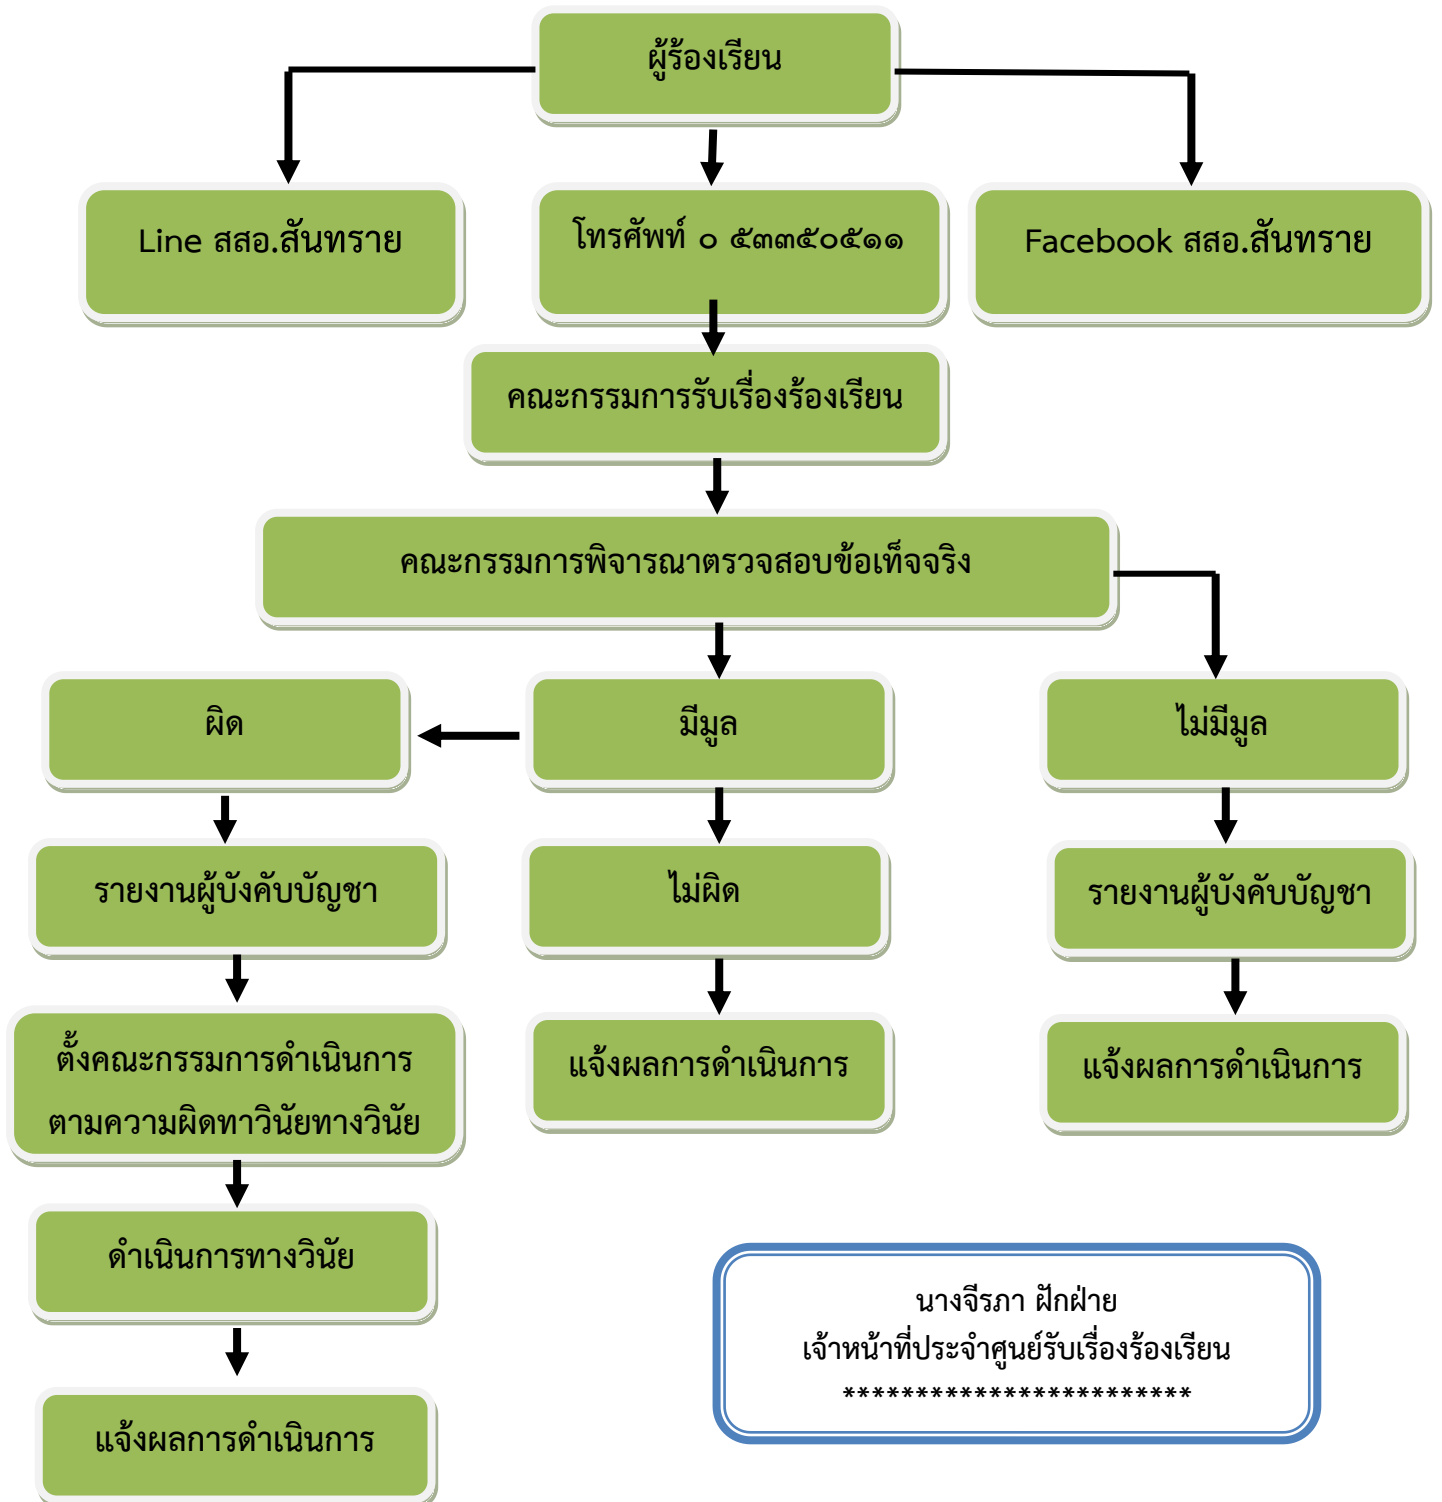 ผู้ร้องเรียน
Line สสอ.สันทราย
โทรศัพท์ ๐ ๕๓๓๕๐๕๑๑
Facebook สสอ.สันทราย
คณะกรรมการรับเรื่องร้องเรียน
คณะกรรมการพิจารณาตรวจสอบข้อเท็จจริง
ผิด
มีมูล
ไม่มีมูล
รายงานผู้บังคับบัญชา
ไม่ผิด
รายงานผู้บังคับบัญชา
ตั้งคณะกรรมการดำเนินการ
ตามความผิดทาวินัยทางวินัย
แจ้งผลการดำเนินการ
แจ้งผลการดำเนินการ
ดำเนินการทางวินัย
แจ้งผลการดำเนินการ
นางจีรภา ฝักฝ่าย
เจ้าหน้าที่ประจำศูนย์รับเรื่องร้องเรียน
************************